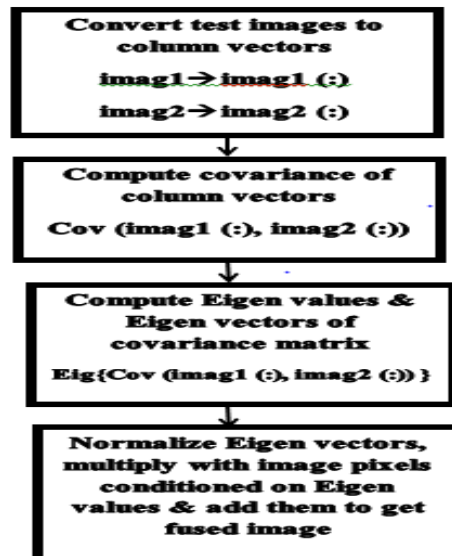 Convert test images to
column vectors
imag1→imag1 (:)
imag2→imag2 (:)
Compute covariance of
column vectors
Cov (imag1 (:), imag2 (:))
Compute Eigen values &
Eigen vectors of
covariance matrix
Eig{Cov (imag1 (:), imag2 (:)) }
Normalize Eigen vectors,
multiply with image pixels
conditioned on Eigen
values & add them to get
fused image